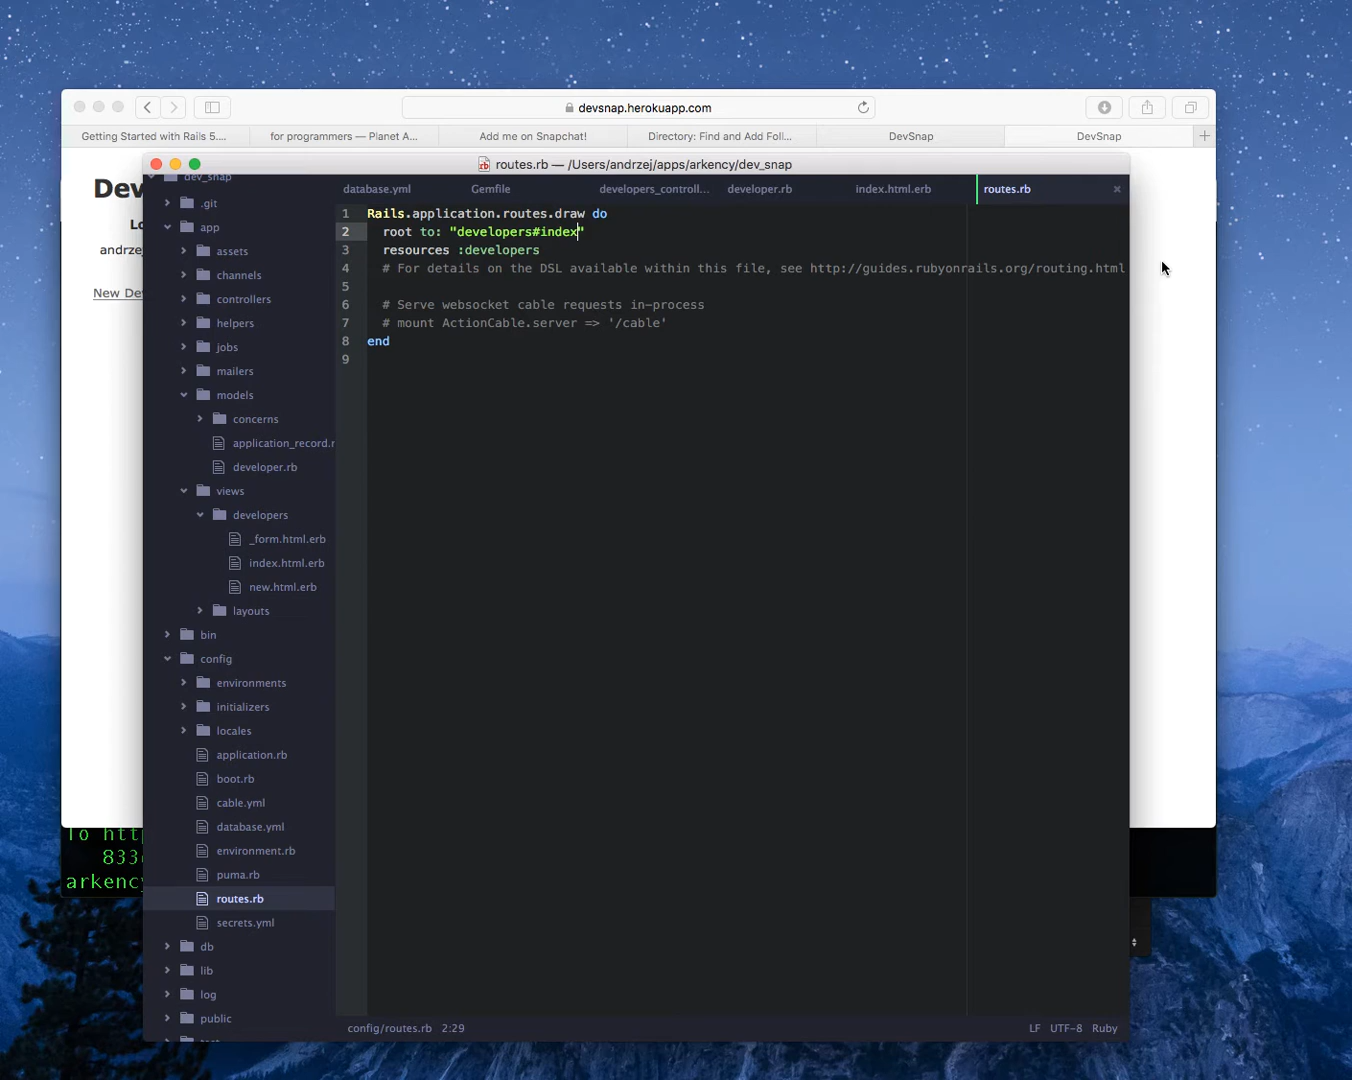 devsnap.herokuapp.com
Getting Started with Rails 5....
for programmers — Planet A...
Add me on Snapchat!
Directory: Find and Add Foll...
DevSnap
DevSnap
routes.rb — /Users/andrzej/apps/arkency/dev_snap
Dev
Lo
andrzej
New De
dev_snap
.git
app
assets
channels
controllers
helpers
jobs
mailers
models
concerns
application_record.r
developer.rb
views
developers
_form.html.erb
index.html.erb
new.html.erb
layouts
bin
config
environments
initializers
locales
application.rb
boot.rb
cable.yml
database.yml
environment.rb
puma.rb
routes.rb
secrets.yml
db
lib
log
public
database.yml
Gemfile
developers_controll...
developer.rb
index.html.erb
routes.rb
1 Rails.application.routes.draw do
2 root to: "developers#index"
3 resources :developers
4 # For details on the DSL available within this file, see http://guides.rubyonrails.org/routing.html
5
6 # Serve websocket cable requests in-process
7 # mount ActionCable.server => '/cable'
8 end
9
config/routes.rb 2:29
LF UTF-8 Ruby
To htt
833
arkency